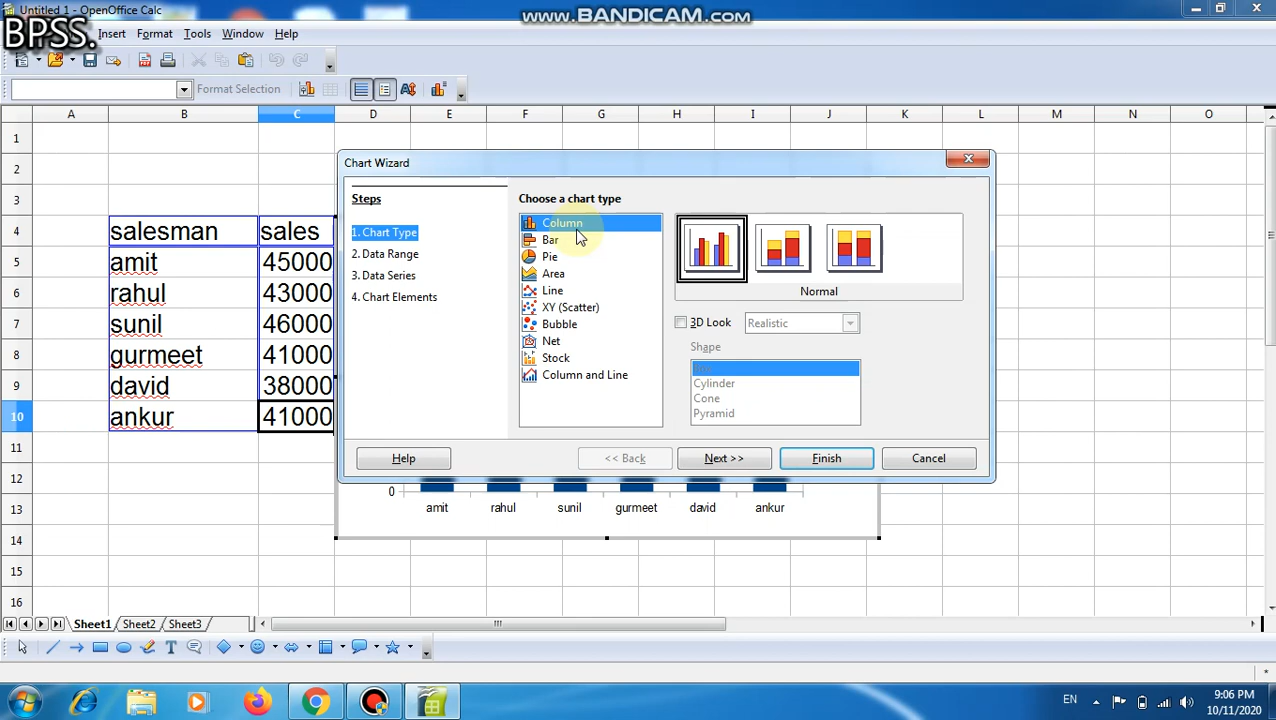 Untitled 1 - OpenOffice Calc
www.BANDICAM.com
BPSS.
Insert Format Tools Window Help
Format Selection
A B C D E F G H I J K L M N O
1
2
3
4 salesman sales
5 amit 45000
6 rahul 43000
7 sunil 46000
8 gurmeet 41000
9 david 38000
10 ankur 41000
11
12
13
14
15
16
Chart Wizard
Steps
1. Chart Type
2. Data Range
3. Data Series
4. Chart Elements
Choose a chart type
Column
Bar
Pie
Area
Line
XY (Scatter)
Bubble
Net
Stock
Column and Line
Normal
3D Look Realistic
Shape
Cylinder
Cone
Pyramid
Help << Back Next >> Finish Cancel
0
amit rahul sunil gurmeet david ankur
Sheet1 Sheet2 Sheet3
EN
9:06 PM
10/11/2020